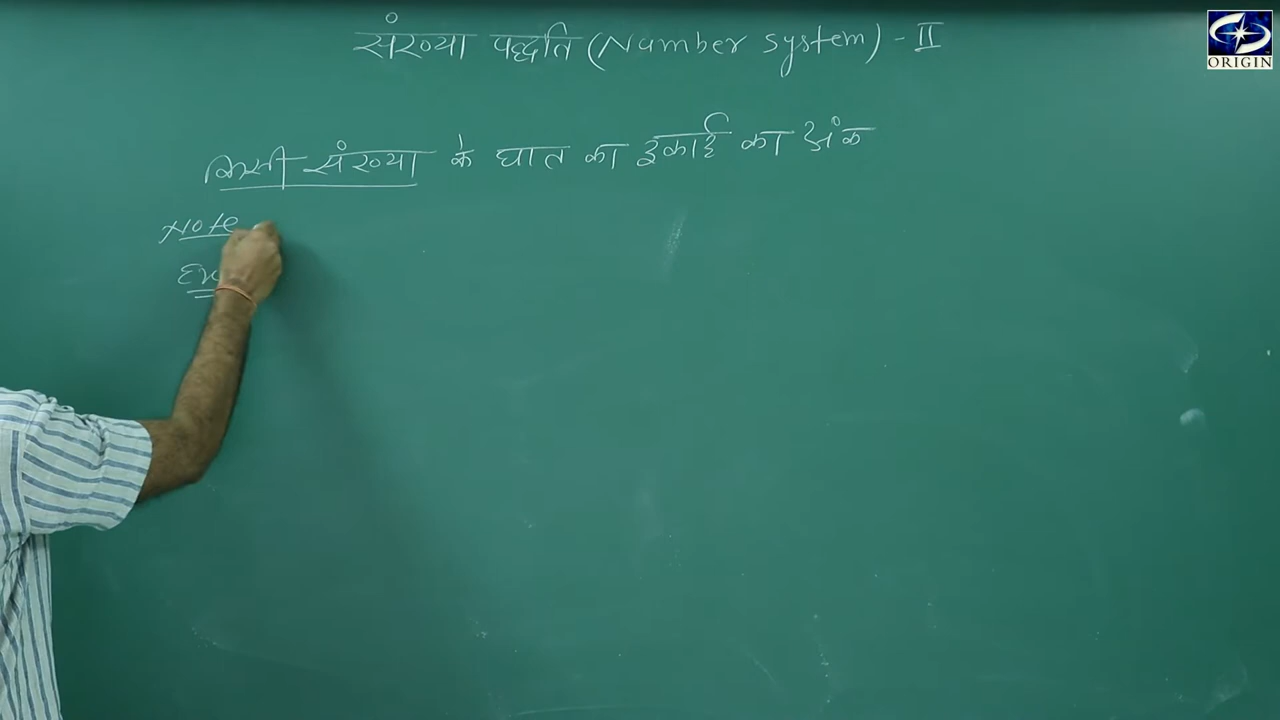 संख्या पद्धति (Number system) - II
ORIGIN
किसी संख्या के घात का इकाई का अंक
Note